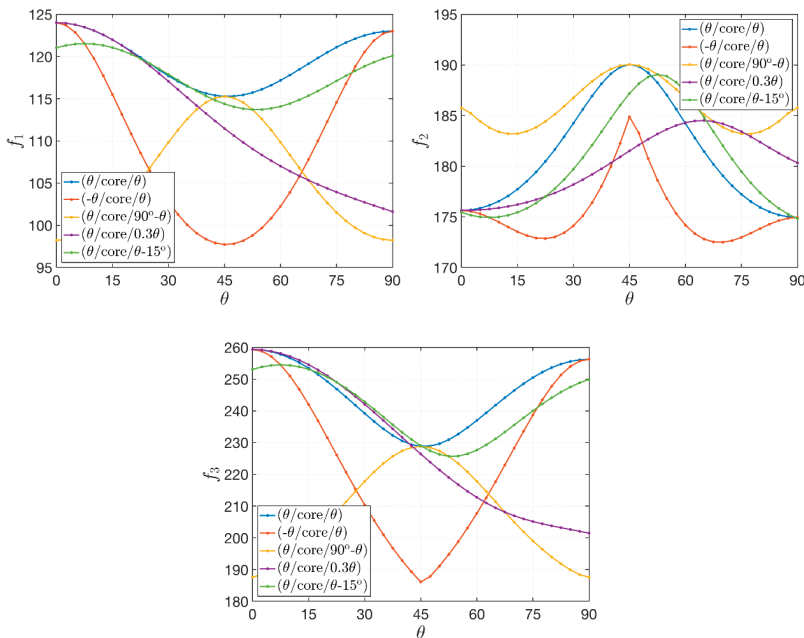 125
120
115
110
105
100
95
f1
0 15 30 45 60 75 90
θ
(θ/core/θ)
(-θ/core/θ)
(θ/core/90°-θ)
(θ/core/0.3θ)
(θ/core/θ-15°)
195
190
185
180
175
170
f2
0 15 30 45 60 75 90
θ
(θ/core/θ)
(-θ/core/θ)
(θ/core/90°-θ)
(θ/core/0.3θ)
(θ/core/θ-15°)
260
250
240
230
220
210
200
190
180
f3
0 15 30 45 60 75 90
θ
(θ/core/θ)
(-θ/core/θ)
(θ/core/90°-θ)
(θ/core/0.3θ)
(θ/core/θ-15°)